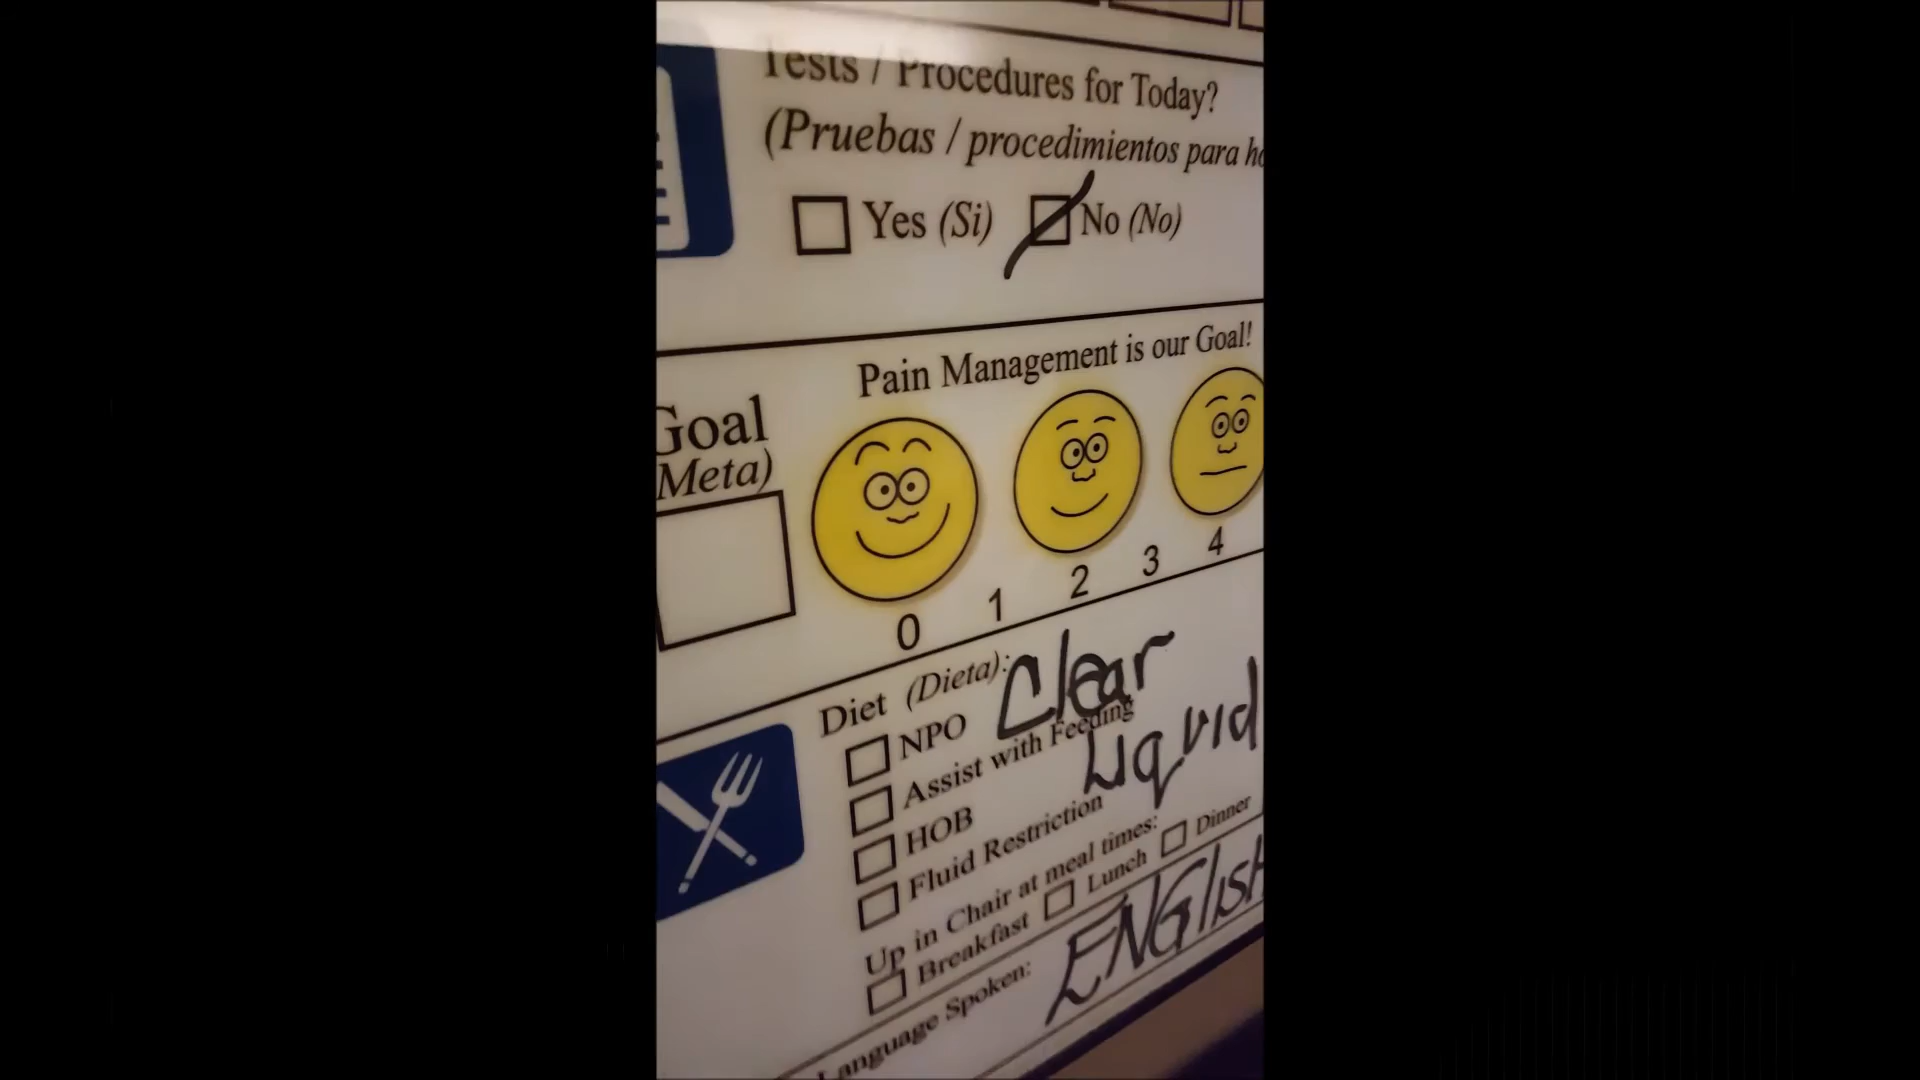 Tests / Procedures for Today?
(Pruebas / procedimientos para
Yes (Si) No (No)
Pain Management is our Goal!
Goal
(Meta)
0 1 2 3 4
Diet (Dieta): Clear
Liquid
NPO
Assist with Feeding
HOB
Fluid Restriction
Up in Chair at meal times:
Breakfast Lunch Dinner
Language Spoken: ENGlisH